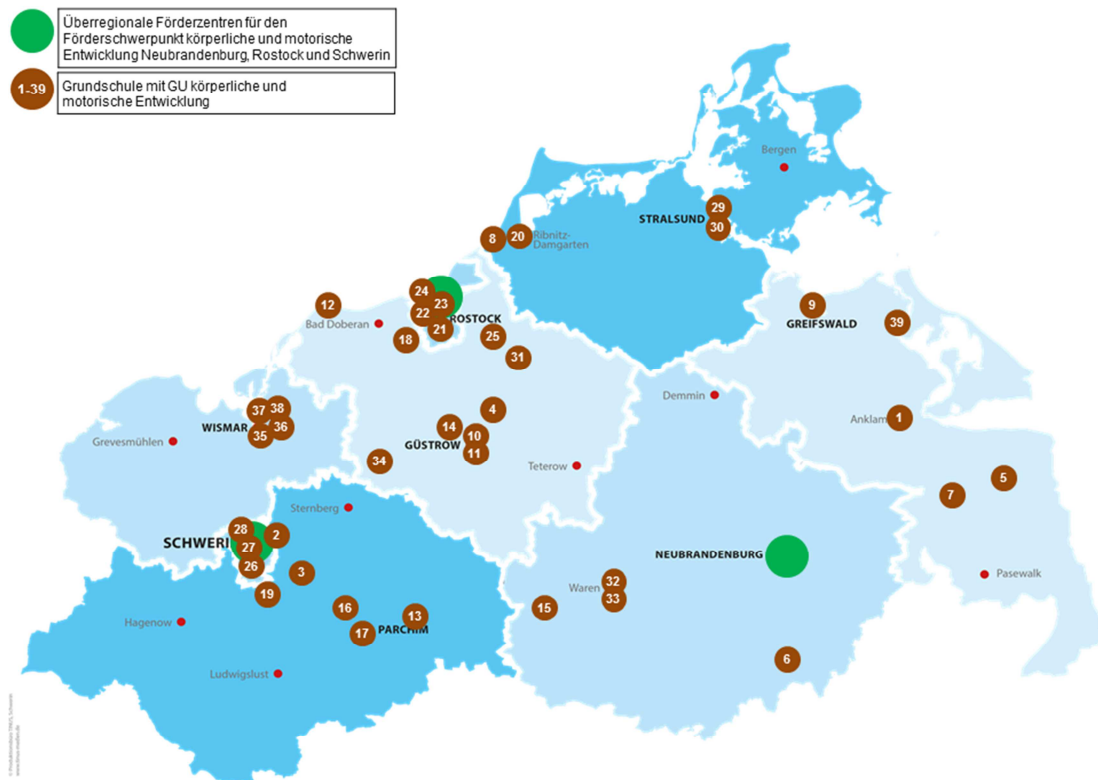 Überregionale Förderzentren für den
Förderschwerpunkt körperliche und motorische
Entwicklung Neubrandenburg, Rostock und Schwerin
1-39
Grundschule mit GU körperliche und
motorische Entwicklung
Bergen
29
STRALSUND
30
8
20
Ribnitz-
Damgarten
24
12
23
9
22
ROSTOCK
Bad Doberan
GREIFSWALD
39
21
18
25
31
Demmin
37
38
4
1
Anklam
WISMAR
36
14
35
10
Grevesmühlen
GÜSTROW
11
34
Teterow
5
7
Sternberg
28
2
SCHWERI
27
NEUBRANDENBURG
26
3
Pasewalk
32
Waren
19
33
16
15
13
Hagenow
17
PARCHIM
6
Ludwigslust